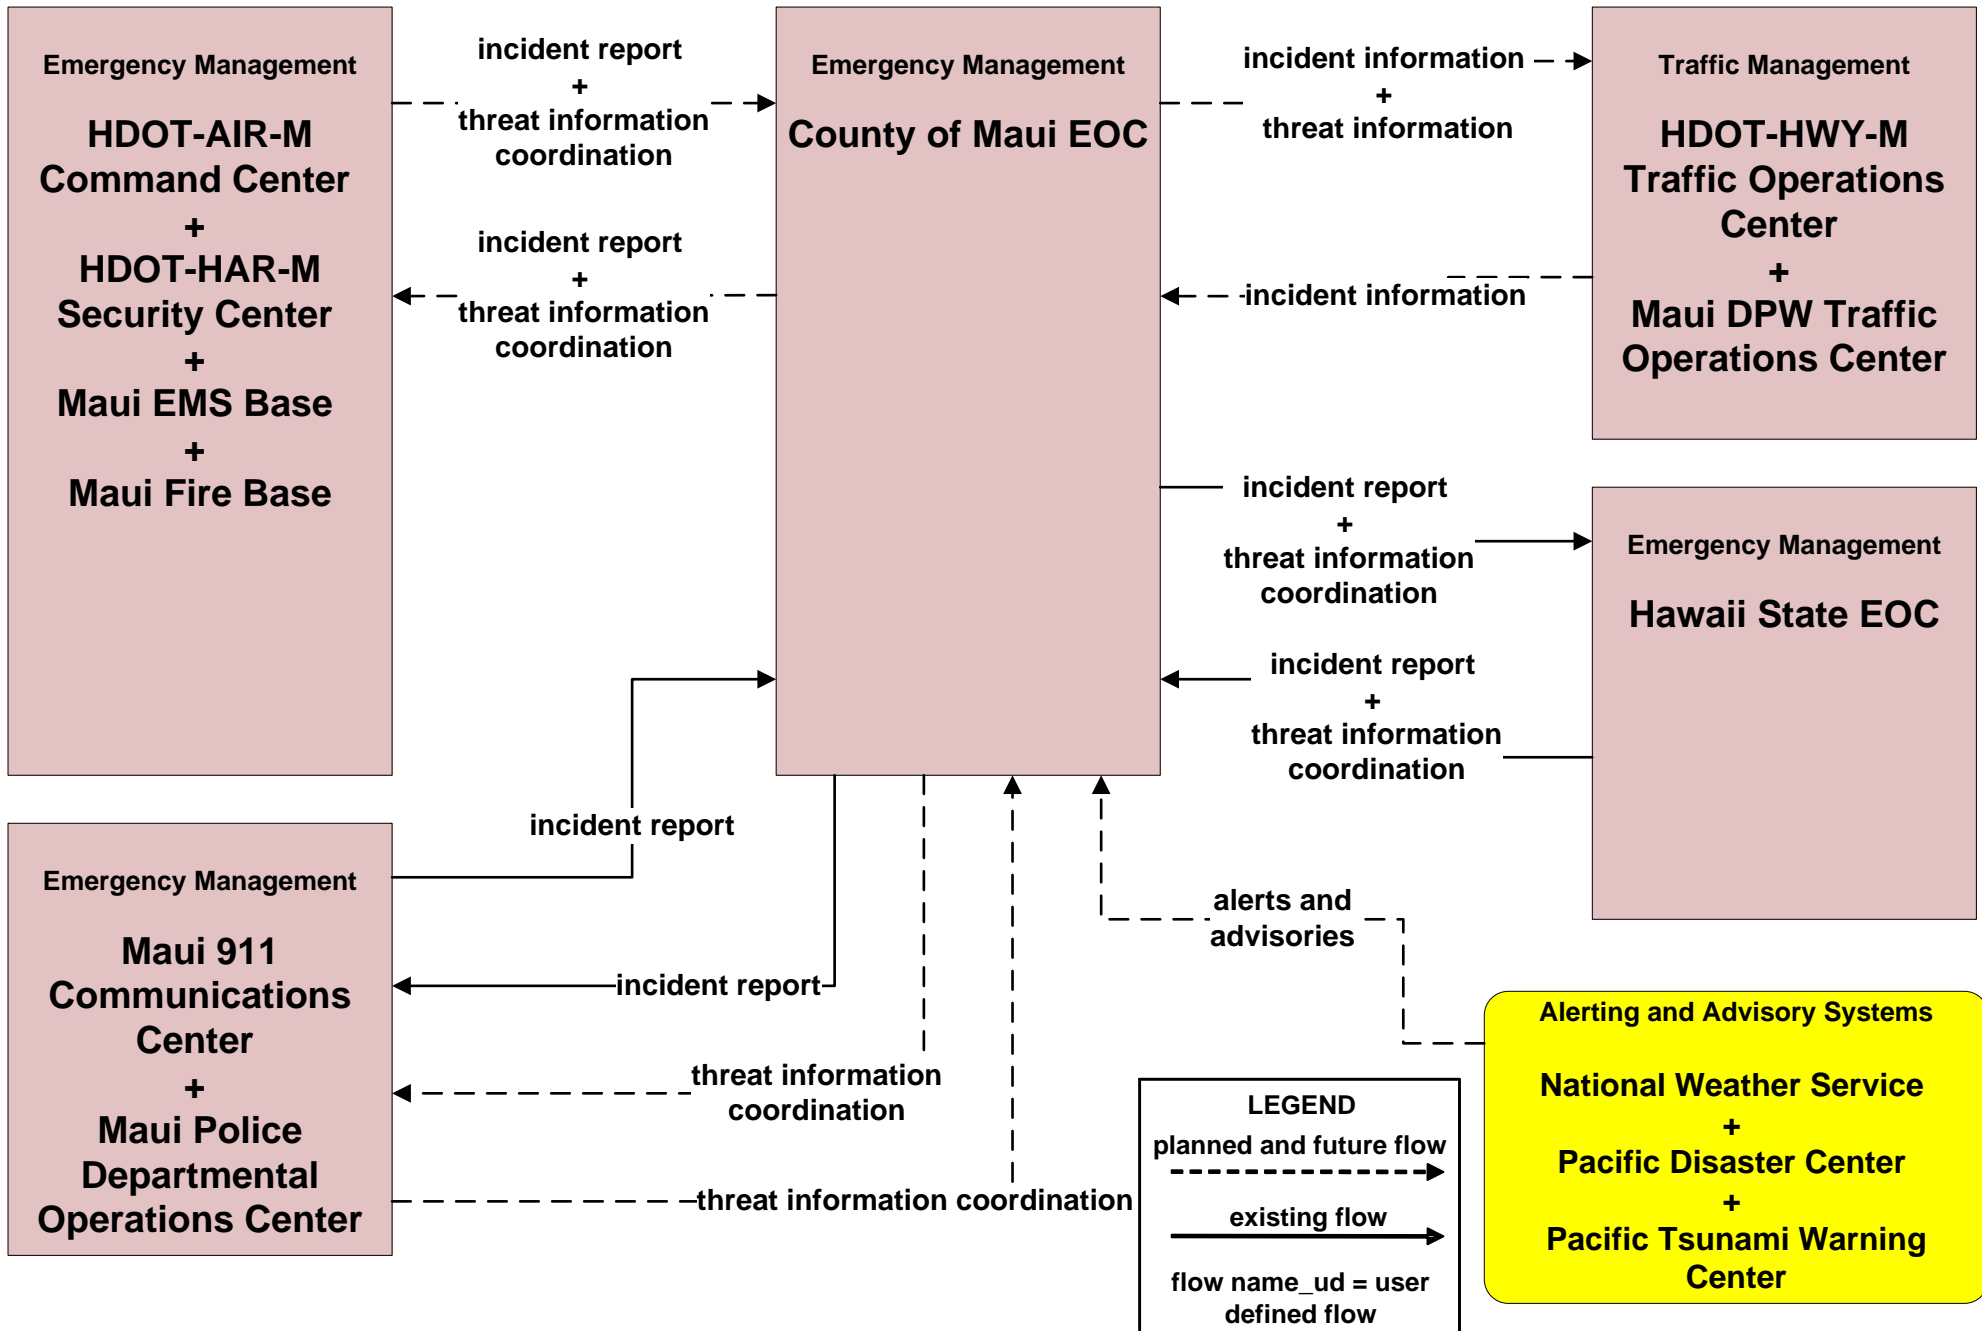 Emergency Management
HDOT-AIR-M
Command Center
+
HDOT-HAR-M
Security Center
+
Maui EMS Base
+
Maui Fire Base
incident report
+
threat information
coordination
incident report
+
threat information
coordination
Emergency Management
County of Maui EOC
incident information
+
threat information
incident information
Traffic Management
HDOT-HWY-M
Traffic Operations
Center
+
Maui DPW Traffic
Operations Center
incident report
+
threat information
coordination
incident report
+
threat information
coordination
Emergency Management
Hawaii State EOC
incident report
Emergency Management
Maui 911
Communications
Center
+
Maui Police
Departmental
Operations Center
incident report
threat information
coordination
threat information coordination
alerts and
advisories
Alerting and Advisory Systems
National Weather Service
+
Pacific Disaster Center
+
Pacific Tsunami Warning
Center
LEGEND
planned and future flow
existing flow
flow name_ud = user
defined flow